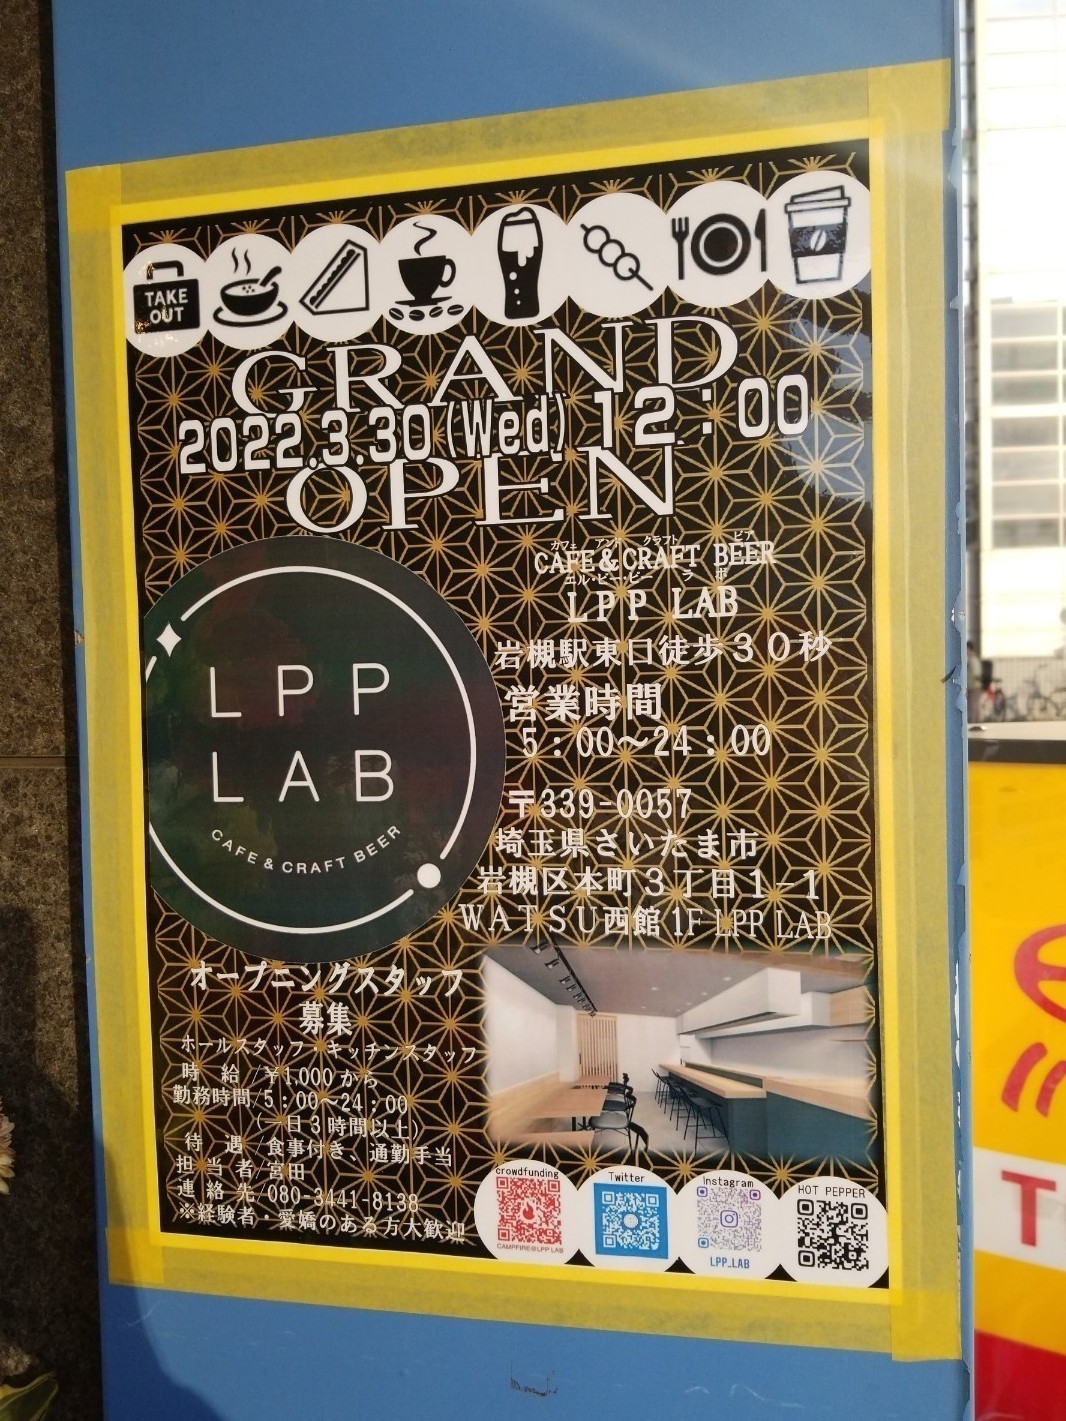 TAKE
OUT
GRAND
2022.3.30(Wed) 12:00
OPEN
カフェ アンド クラフト ビア
CAFE&CRAFT BEER
エル・ピー・ピー ラボ
LPP LAB
岩槻駅東口徒歩30秒
営業時間
5:00～24:00
〒339-0057
埼玉県さいたま市
岩槻区本町3丁目1-1
WATSU西館1F LPP LAB
LPP
LAB
CAFE & CRAFT BEER
オープニングスタッフ
募集
ホールスタッフ・キッチンスタッフ
時 給/￥1,000から
勤務時間/5:00～24:00
(一日3時間以上)
待 遇/食事付き、通勤手当
担当者/宮田
連絡先 080-3441-8138
※経験者・愛嬌のある方大歓迎
crowdfunding
CAMPFIRE@LPP LAB
Twitter
Instagram
LPP_LAB
HOT PEPPER
T